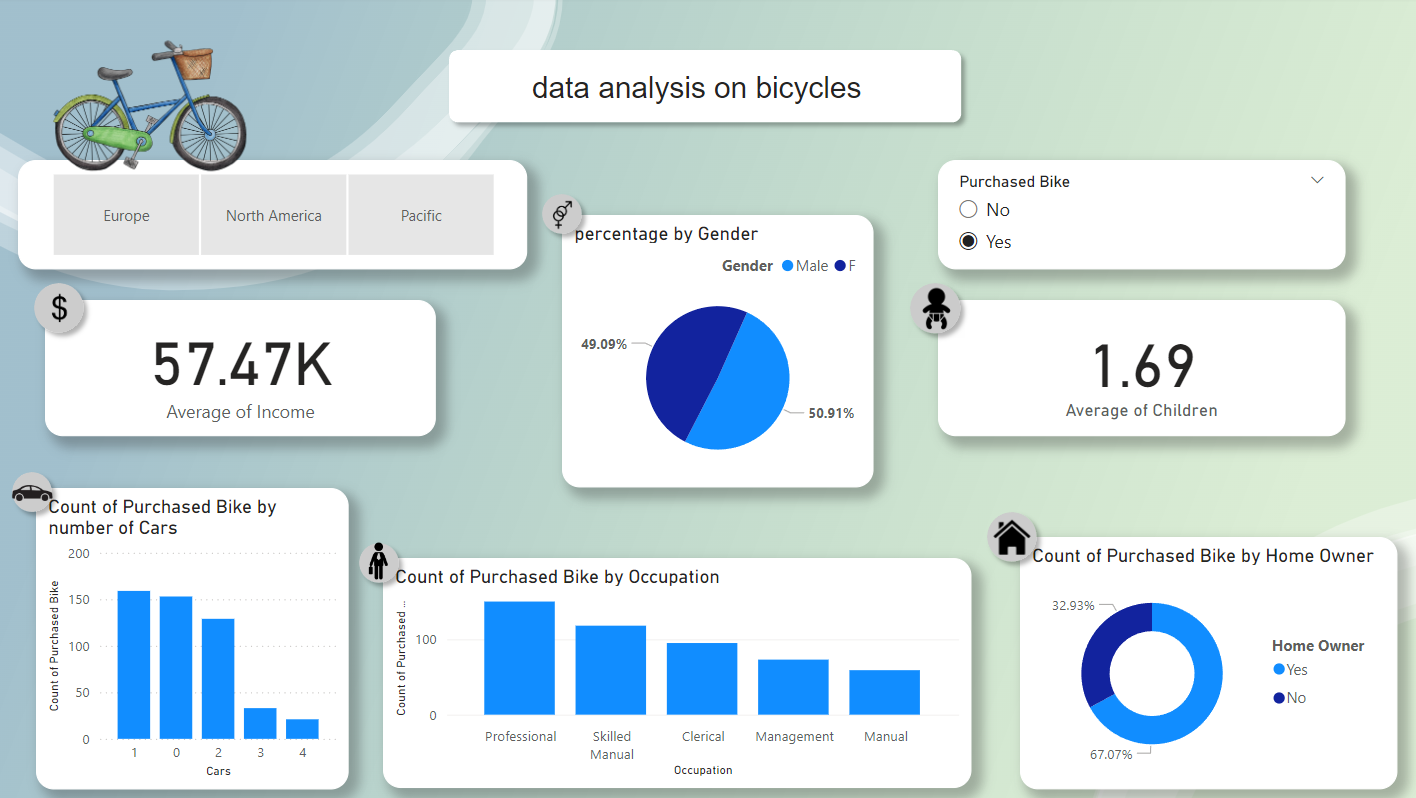 data analysis on bicycles
Europe
North America
Pacific
Purchased Bike
No
Yes
$
57.47K
Average of Income
percentage by Gender
Gender Male F
49.09%
50.91%
1.69
Average of Children
Count of Purchased Bike by
number of Cars
Count of Purchased Bike
200
150
100
50
0
1 0 2 3 4
Cars
Count of Purchased Bike by Occupation
Count of Purchased ...
100
0
Professional Skilled Clerical Management Manual
Manual
Occupation
Count of Purchased Bike by Home Owner
32.93%
67.07%
Home Owner
Yes
No